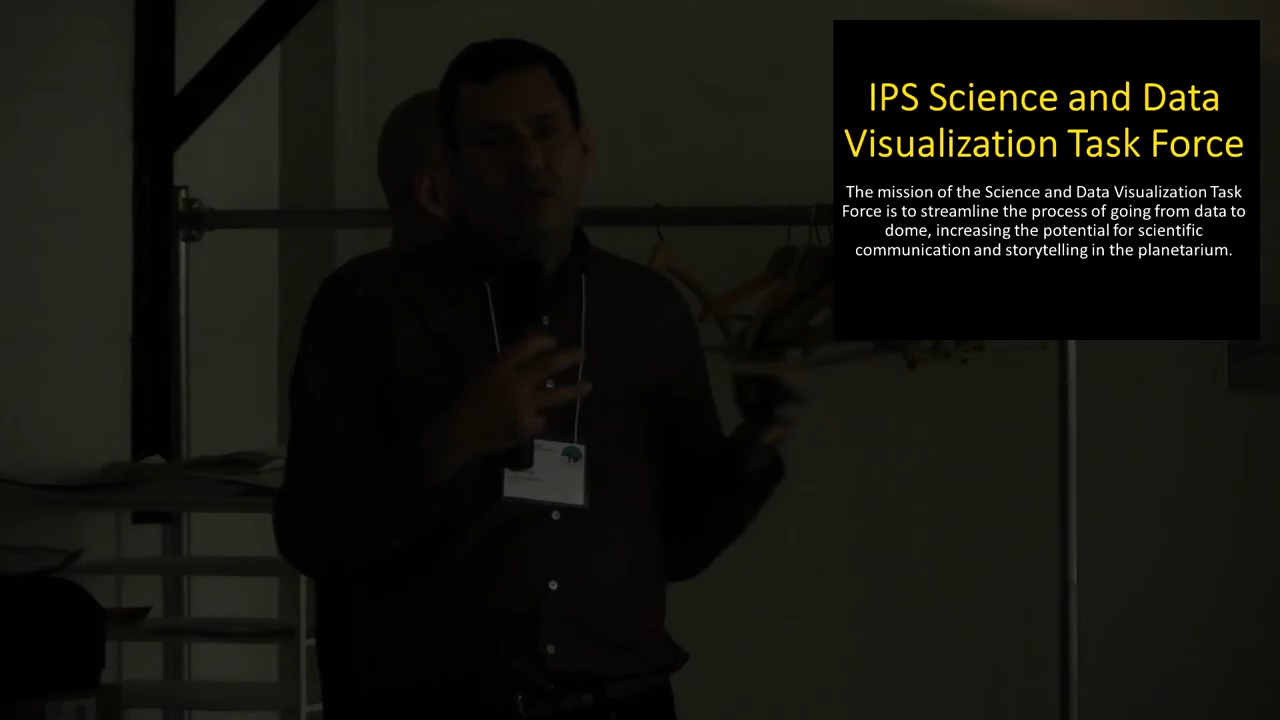 IPS Science and Data
Visualization Task Force
The mission of the Science and Data Visualization Task
Force is to streamline the process of going from data to
dome, increasing the potential for scientific
communication and storytelling in the planetarium.